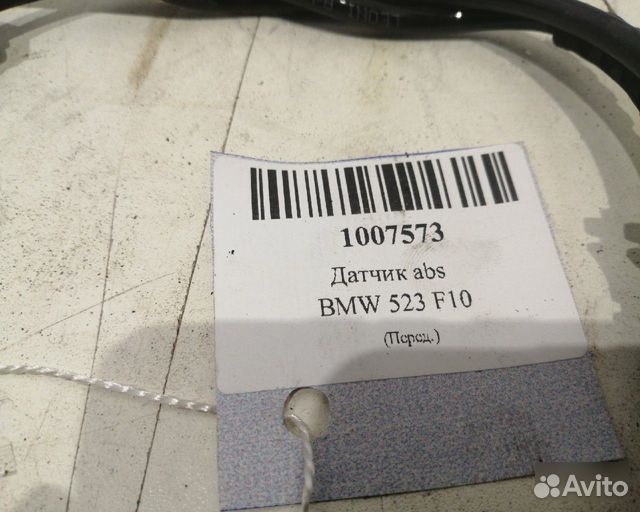 1007573
Датчик abs
BMW 523 F10
(Перед.)
Avito